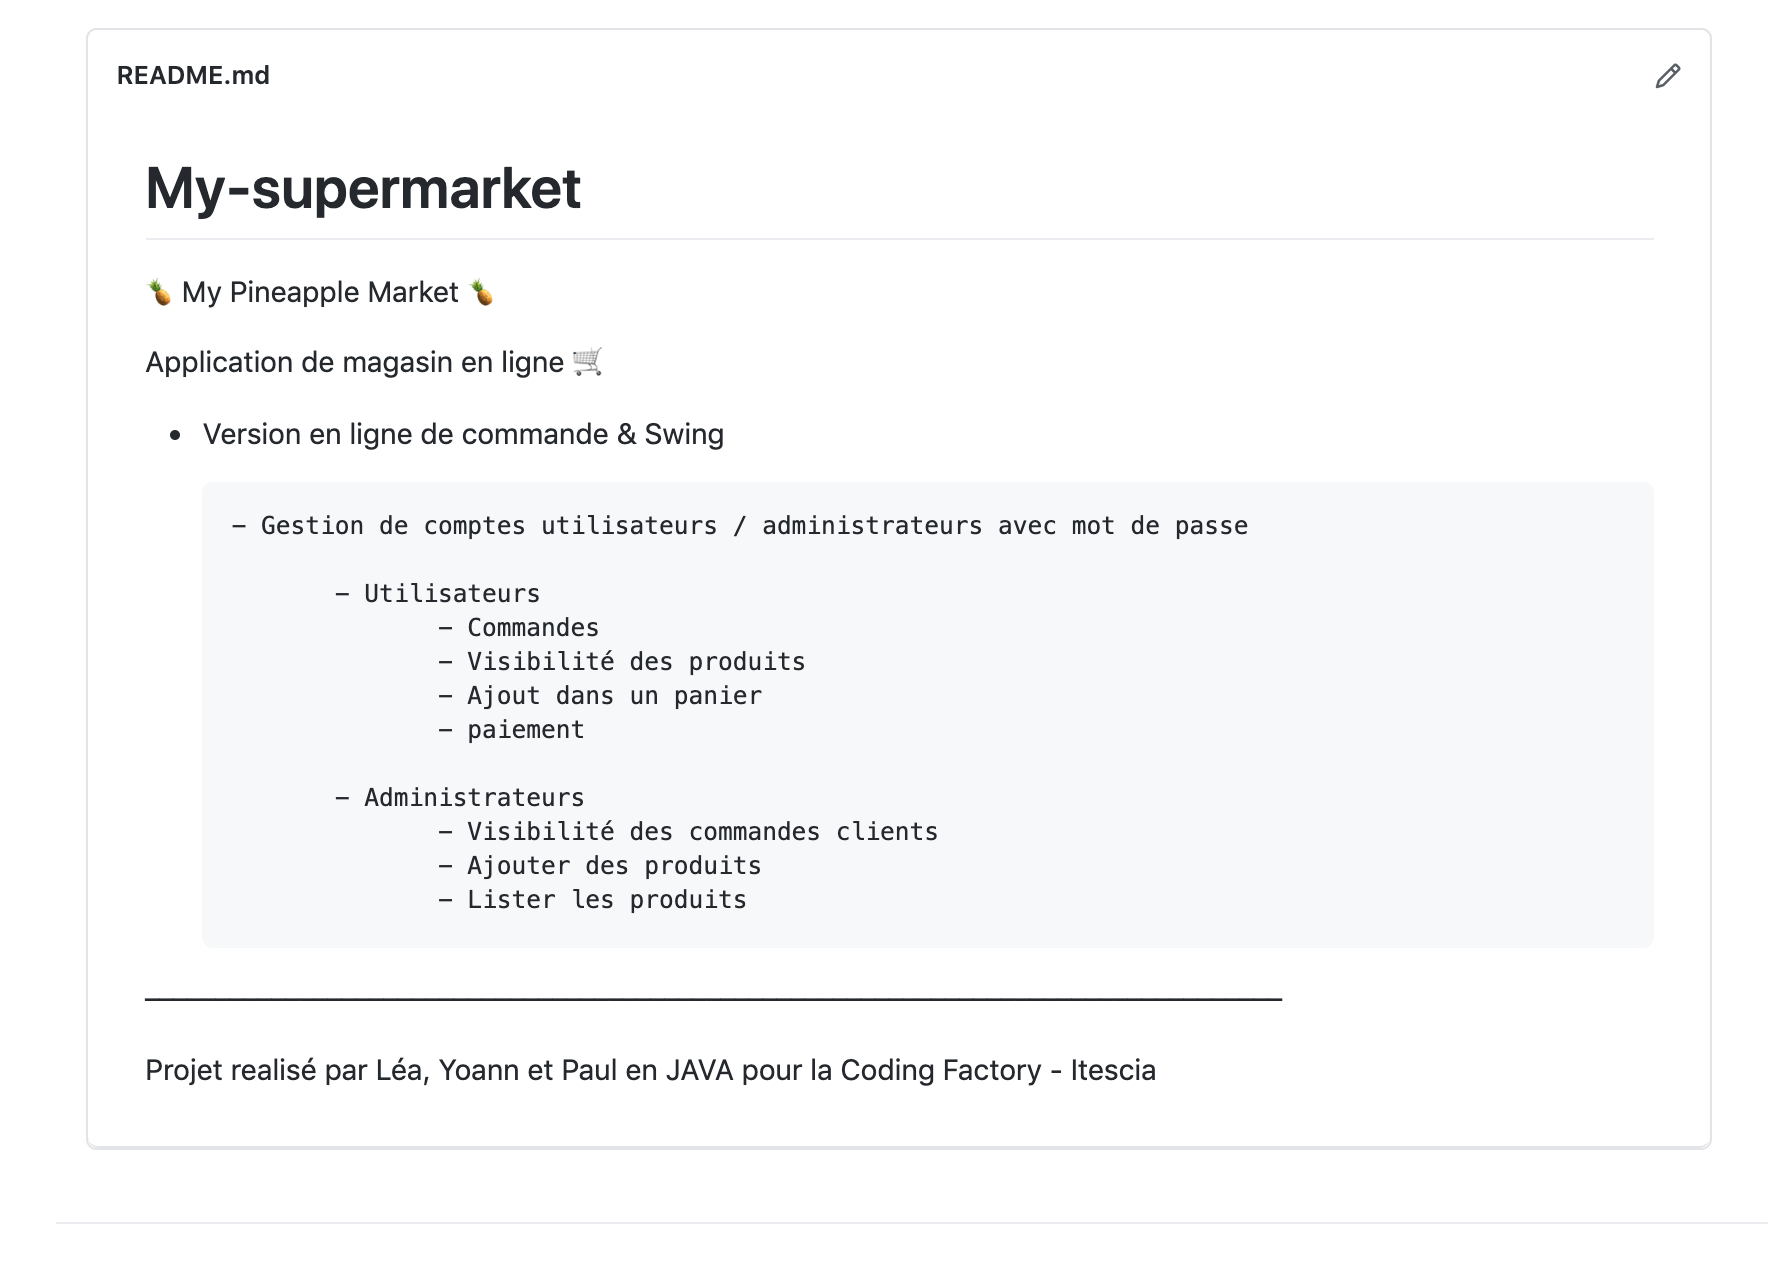 README.md
My-supermarket
🍍 My Pineapple Market 🍍
Application de magasin en ligne 🛒
• Version en ligne de commande & Swing
– Gestion de comptes utilisateurs / administrateurs avec mot de passe
– Utilisateurs
– Commandes
– Visibilité des produits
– Ajout dans un panier
– paiement
– Administrateurs
– Visibilité des commandes clients
– Ajouter des produits
– Lister les produits
Projet realisé par Léa, Yoann et Paul en JAVA pour la Coding Factory - Itescia